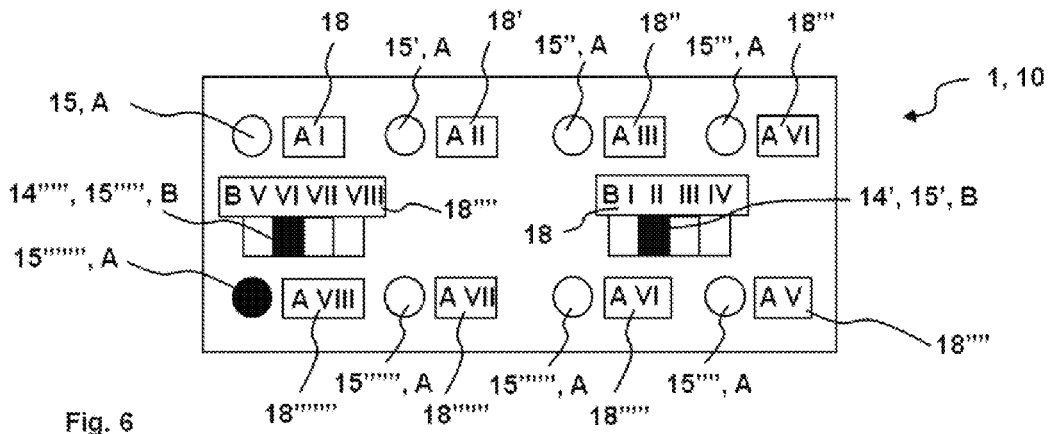 18 18' 18" 18'"
15', A 15", A 15'", A
15, A 1, 10
A I A II A III A VI
14""", 15""", B B V VI VII VIII 18"" B I II III IV 14', 15', B
18
15"""", A
A VIII A VII A VI A V
18""
15"""', A 15""", A 15"", A
18""""
18"""' 18"""
Fig. 6